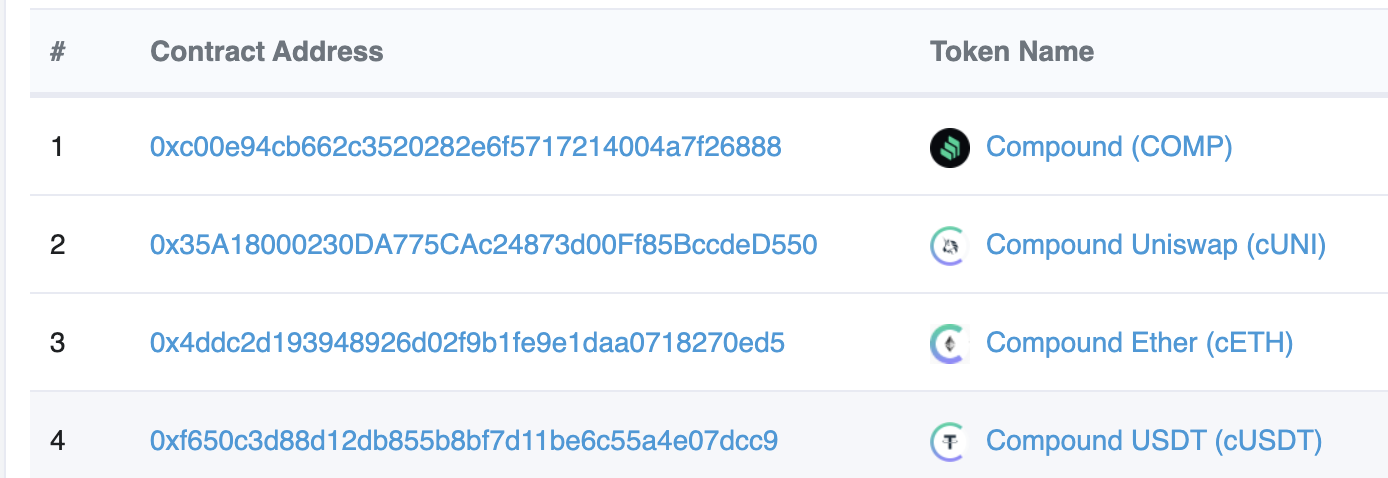 # Contract Address Token Name
1 0xc00e94cb662c3520282e6f5717214004a7f26888 Compound (COMP)
2 0x35A18000230DA775CAc24873d00Ff85BccdeD550 Compound Uniswap (cUNI)
3 0x4ddc2d193948926d02f9b1fe9e1daa0718270ed5 Compound Ether (cETH)
4 0xf650c3d88d12db855b8bf7d11be6c55a4e07dcc9 Compound USDT (cUSDT)